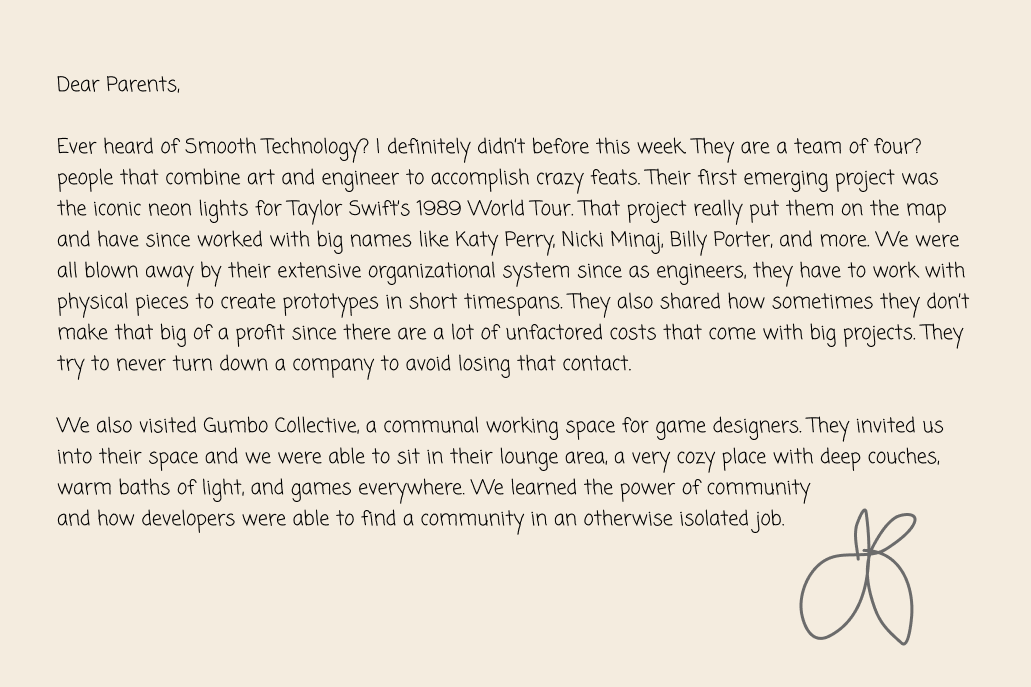 Dear Parents,
Ever heard of Smooth Technology? I definitely didn't before this week. They are a team of four?
people that combine art and engineer to accomplish crazy feats. Their first emerging project was
the iconic neon lights for Taylor Swift's 1989 World Tour. That project really put them on the map
and have since worked with big names like Katy Perry, Nicki Minaj, Billy Porter, and more. We were
all blown away by their extensive organizational system since as engineers, they have to work with
physical pieces to create prototypes in short timespans. They also shared how sometimes they don't
make that big of a profit since there are a lot of unfactored costs that come with big projects. They
try to never turn down a company to avoid losing that contact.
We also visited Gumbo Collective, a communal working space for game designers. They invited us
into their space and we were able to sit in their lounge area, a very cozy place with deep couches,
warm baths of light, and games everywhere. We learned the power of community
and how developers were able to find a community in an otherwise isolated job.